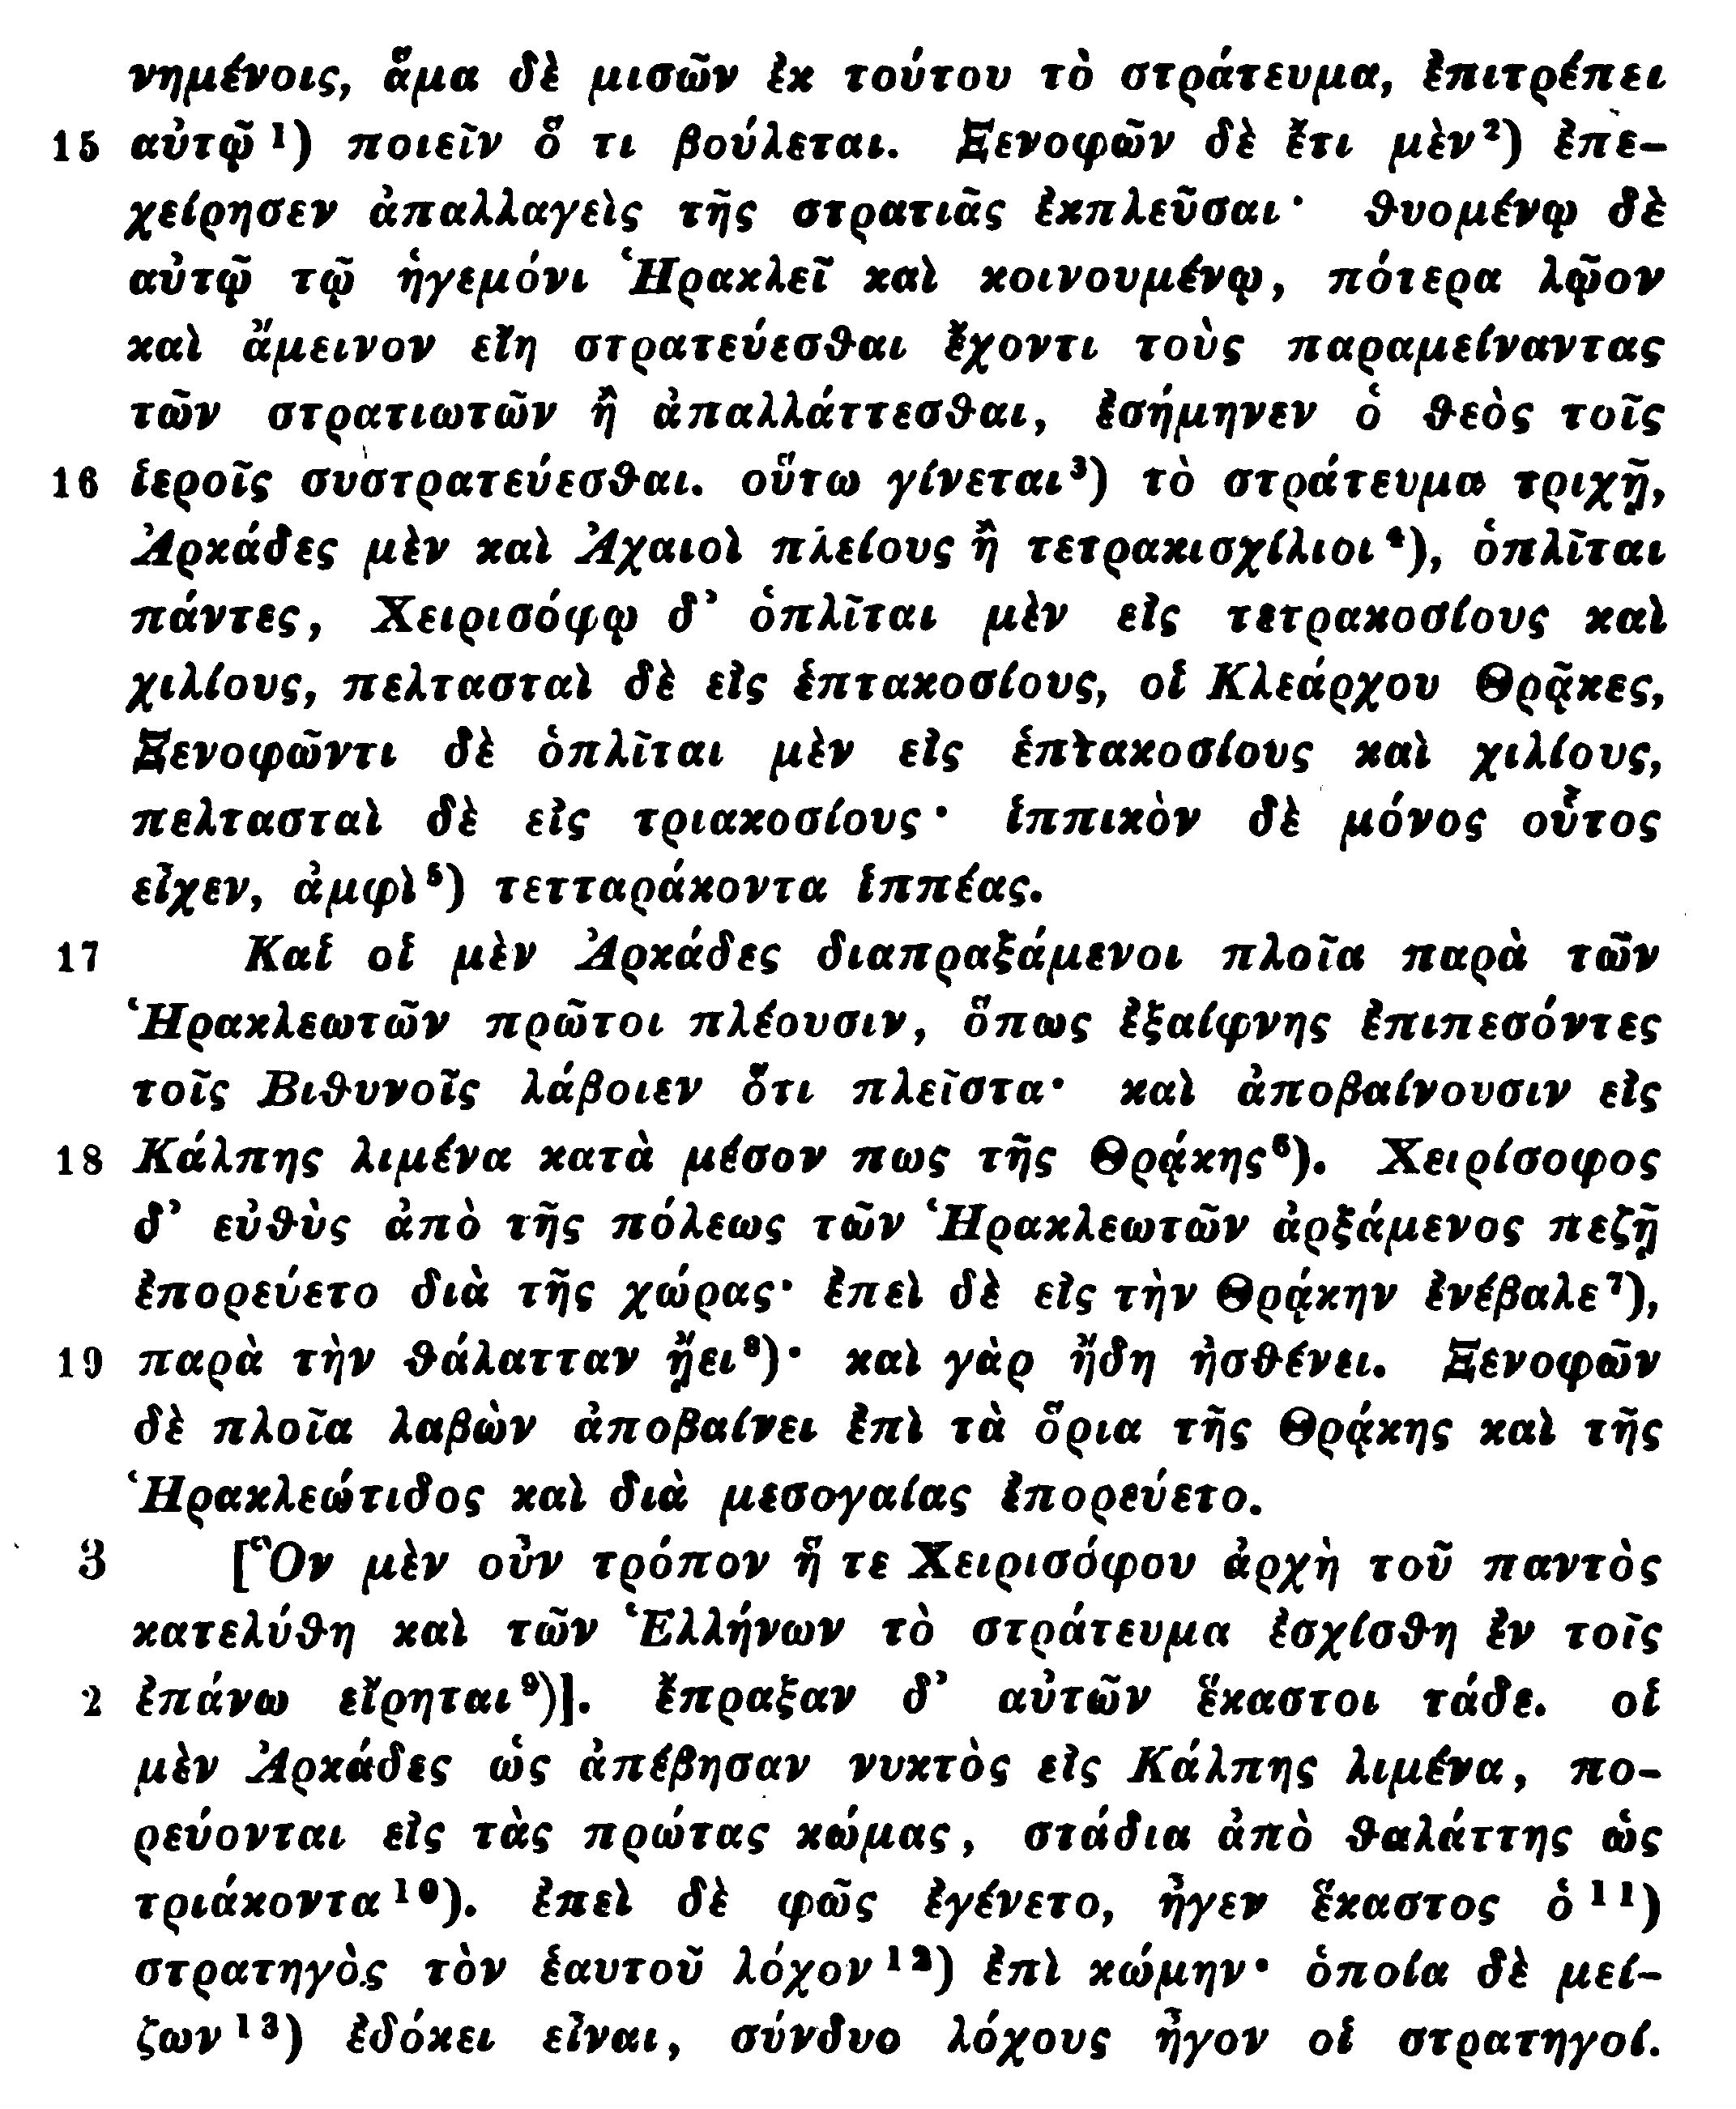 νημένοις, ἅμα δὲ μισῶν ἐκ τούτου τὸ στράτευμα, ἐπιτρέπει
15 αὐτῷ ¹) ποιεῖν ὅ τι βούλεται. Ξενοφῶν δὲ ἔτι μὲν²) ἐπε-
χείρησεν ἀπαλλαγεὶς τῆς στρατιᾶς ἐκπλεῦσαι· θυομένῳ δὲ
αὐτῷ τῷ ἡγεμόνι Ἡρακλεῖ καὶ κοινουμένῳ, πότερα λῷον
καὶ ἄμεινον εἴη στρατεύεσθαι ἔχοντι τοὺς παραμείναντας
τῶν στρατιωτῶν ἢ ἀπαλλάττεσθαι, ἐσήμηνεν ὁ θεὸς τοῖς
16 ἱεροῖς συστρατεύεσθαι. οὕτω γίνεται³) τὸ στράτευμα τριχῇ,
Ἀρκάδες μὲν καὶ Ἀχαιοὶ πλείους ἢ τετρακισχίλιοι⁴), ὁπλῖται
πάντες, Χειρισόφῳ δ’ ὁπλῖται μὲν εἰς τετρακοσίους καὶ
χιλίους, πελτασταὶ δὲ εἰς ἑπτακοσίους, οἱ Κλεάρχου Θρᾷκες,
Ξενοφῶντι δὲ ὁπλῖται μὲν εἰς ἑπτακοσίους καὶ χιλίους,
πελτασταὶ δὲ εἰς τριακοσίους· ἱππικὸν δὲ μόνος οὗτος
εἶχεν, ἀμφὶ⁵) τετταράκοντα ἱππέας.
17 Καὶ οἱ μὲν Ἀρκάδες διαπραξάμενοι πλοῖα παρὰ τῶν
Ἡρακλεωτῶν πρῶτοι πλέουσιν, ὅπως ἐξαίφνης ἐπιπεσόντες
τοῖς Βιθυνοῖς λάβοιεν ὅτι πλεῖστα· καὶ ἀποβαίνουσιν εἰς
18 Κάλπης λιμένα κατὰ μέσον πως τῆς Θρᾴκης⁶). Χειρίσοφος
δ’ εὐθὺς ἀπὸ τῆς πόλεως τῶν Ἡρακλεωτῶν ἀρξάμενος πεζῇ
ἐπορεύετο διὰ τῆς χώρας· ἐπεὶ δὲ εἰς τὴν Θρᾴκην ἐνέβαλε⁷),
19 παρὰ τὴν θάλατταν ᾔει⁸)· καὶ γὰρ ἤδη ἠσθένει. Ξενοφῶν
δὲ πλοῖα λαβὼν ἀποβαίνει ἐπὶ τὰ ὅρια τῆς Θρᾴκης καὶ τῆς
Ἡρακλεώτιδος καὶ διὰ μεσογαίας ἐπορεύετο.
3 [Ὃν μὲν οὖν τρόπον ἥ τε Χειρισόφου ἀρχὴ τοῦ παντὸς
κατελύθη καὶ τῶν Ἑλλήνων τὸ στράτευμα ἐσχίσθη ἐν τοῖς
2 ἐπάνω εἴρηται⁹)]. ἔπραξαν δ’ αὐτῶν ἕκαστοι τάδε. οἱ
μὲν Ἀρκάδες ὡς ἀπέβησαν νυκτὸς εἰς Κάλπης λιμένα, πο-
ρεύονται εἰς τὰς πρώτας κώμας, στάδια ἀπὸ θαλάττης ὡς
τριάκοντα¹⁰). ἐπεὶ δὲ φῶς ἐγένετο, ἦγεν ἕκαστος ὁ¹¹)
στρατηγὸς τὸν ἑαυτοῦ λόχον¹²) ἐπὶ κώμην· ὁποία δὲ μεί-
ζων¹³) ἐδόκει εἶναι, σύνδυο λόχους ἦγον οἱ στρατηγοί.